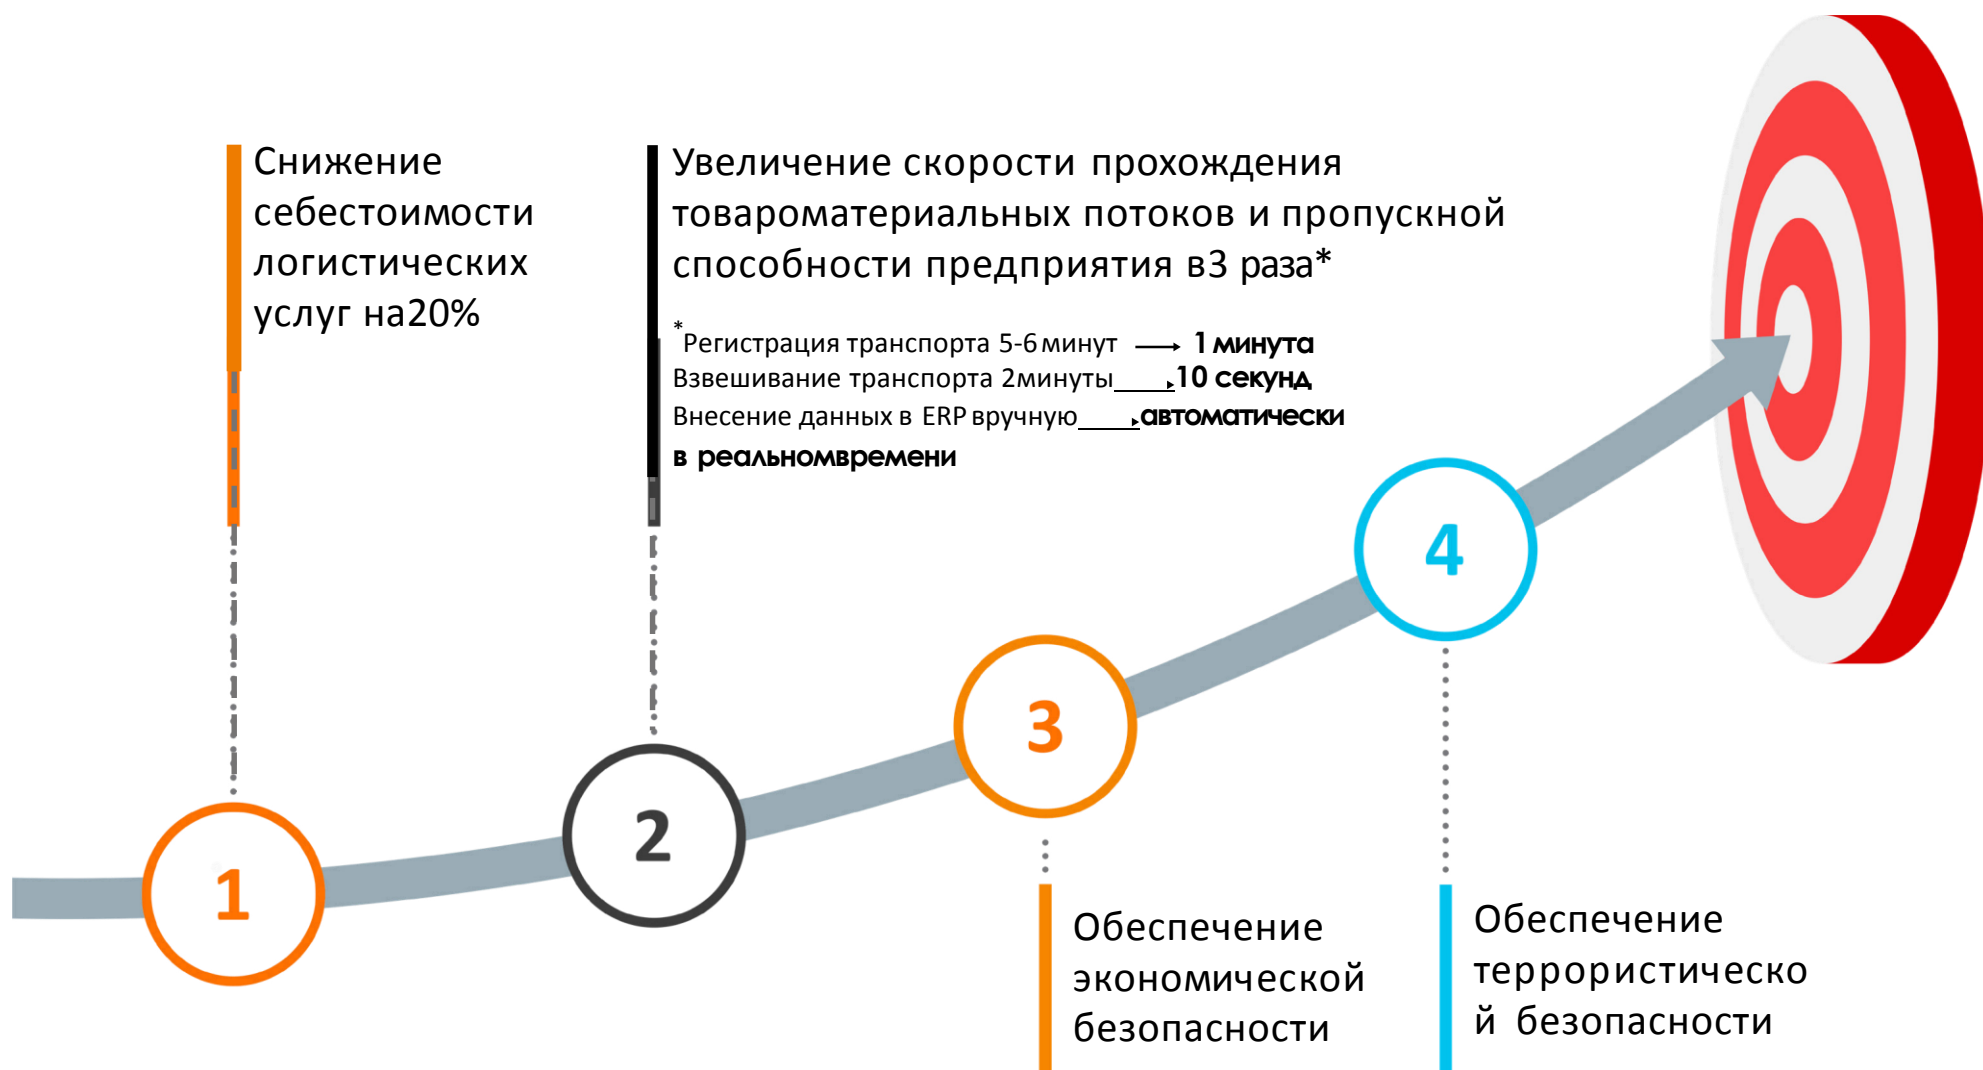 Снижение
себестоимости
логистических
услуг на20%
Увеличение скорости прохождения
товароматериальных потоков и пропускной
способности предприятия в3 раза*
*Регистрация транспорта 5-6 минут → 1 минута
Взвешивание транспорта 2минуты → 10 секунд
Внесение данных в ERP вручную → автоматически
в реальномвремени
1
2
3
4
Обеспечение
экономической
безопасности
Обеспечение
террористическо
й безопасности